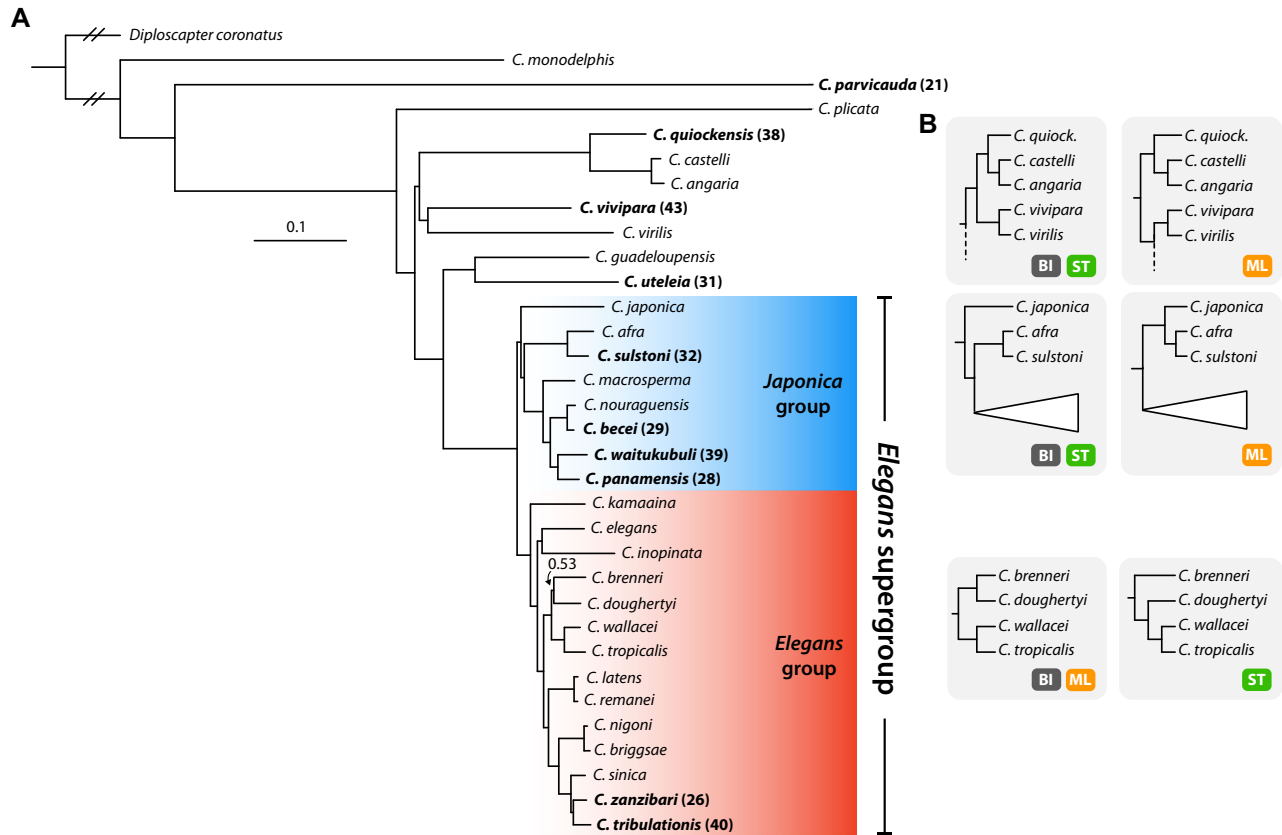 A
Diploscapter coronatus
C. monodelphis
C. parvicauda (21)
C. plicata
C. quiockensis (38)
C. castelli
C. angaria
C. vivipara (43)
C. virilis
0.1
C. guadeloupensis
C. uteleia (31)
C. japonica
C. afra
C. sulstoni (32)
C. macrosperma
C. nouraguensis
C. becei (29)
C. waitukubuli (39)
C. panamensis (28)
Japonica
group
C. kamaaina
C. elegans
C. inopinata
0.53
C. brenneri
C. doughertyi
C. wallacei
C. tropicalis
C. latens
C. remanei
C. nigoni
C. briggsae
C. sinica
C. zanzibari (26)
C. tribulationis (40)
Elegans
group
Elegans supergroup
B
C. quiock.
C. castelli
C. angaria
C. vivipara
C. virilis
BI ST
C. quiock.
C. castelli
C. angaria
C. vivipara
C. virilis
ML
C. japonica
C. afra
C. sulstoni
BI ST
C. japonica
C. afra
C. sulstoni
ML
C. brenneri
C. doughertyi
C. wallacei
C. tropicalis
BI ML
C. brenneri
C. doughertyi
C. wallacei
C. tropicalis
ST